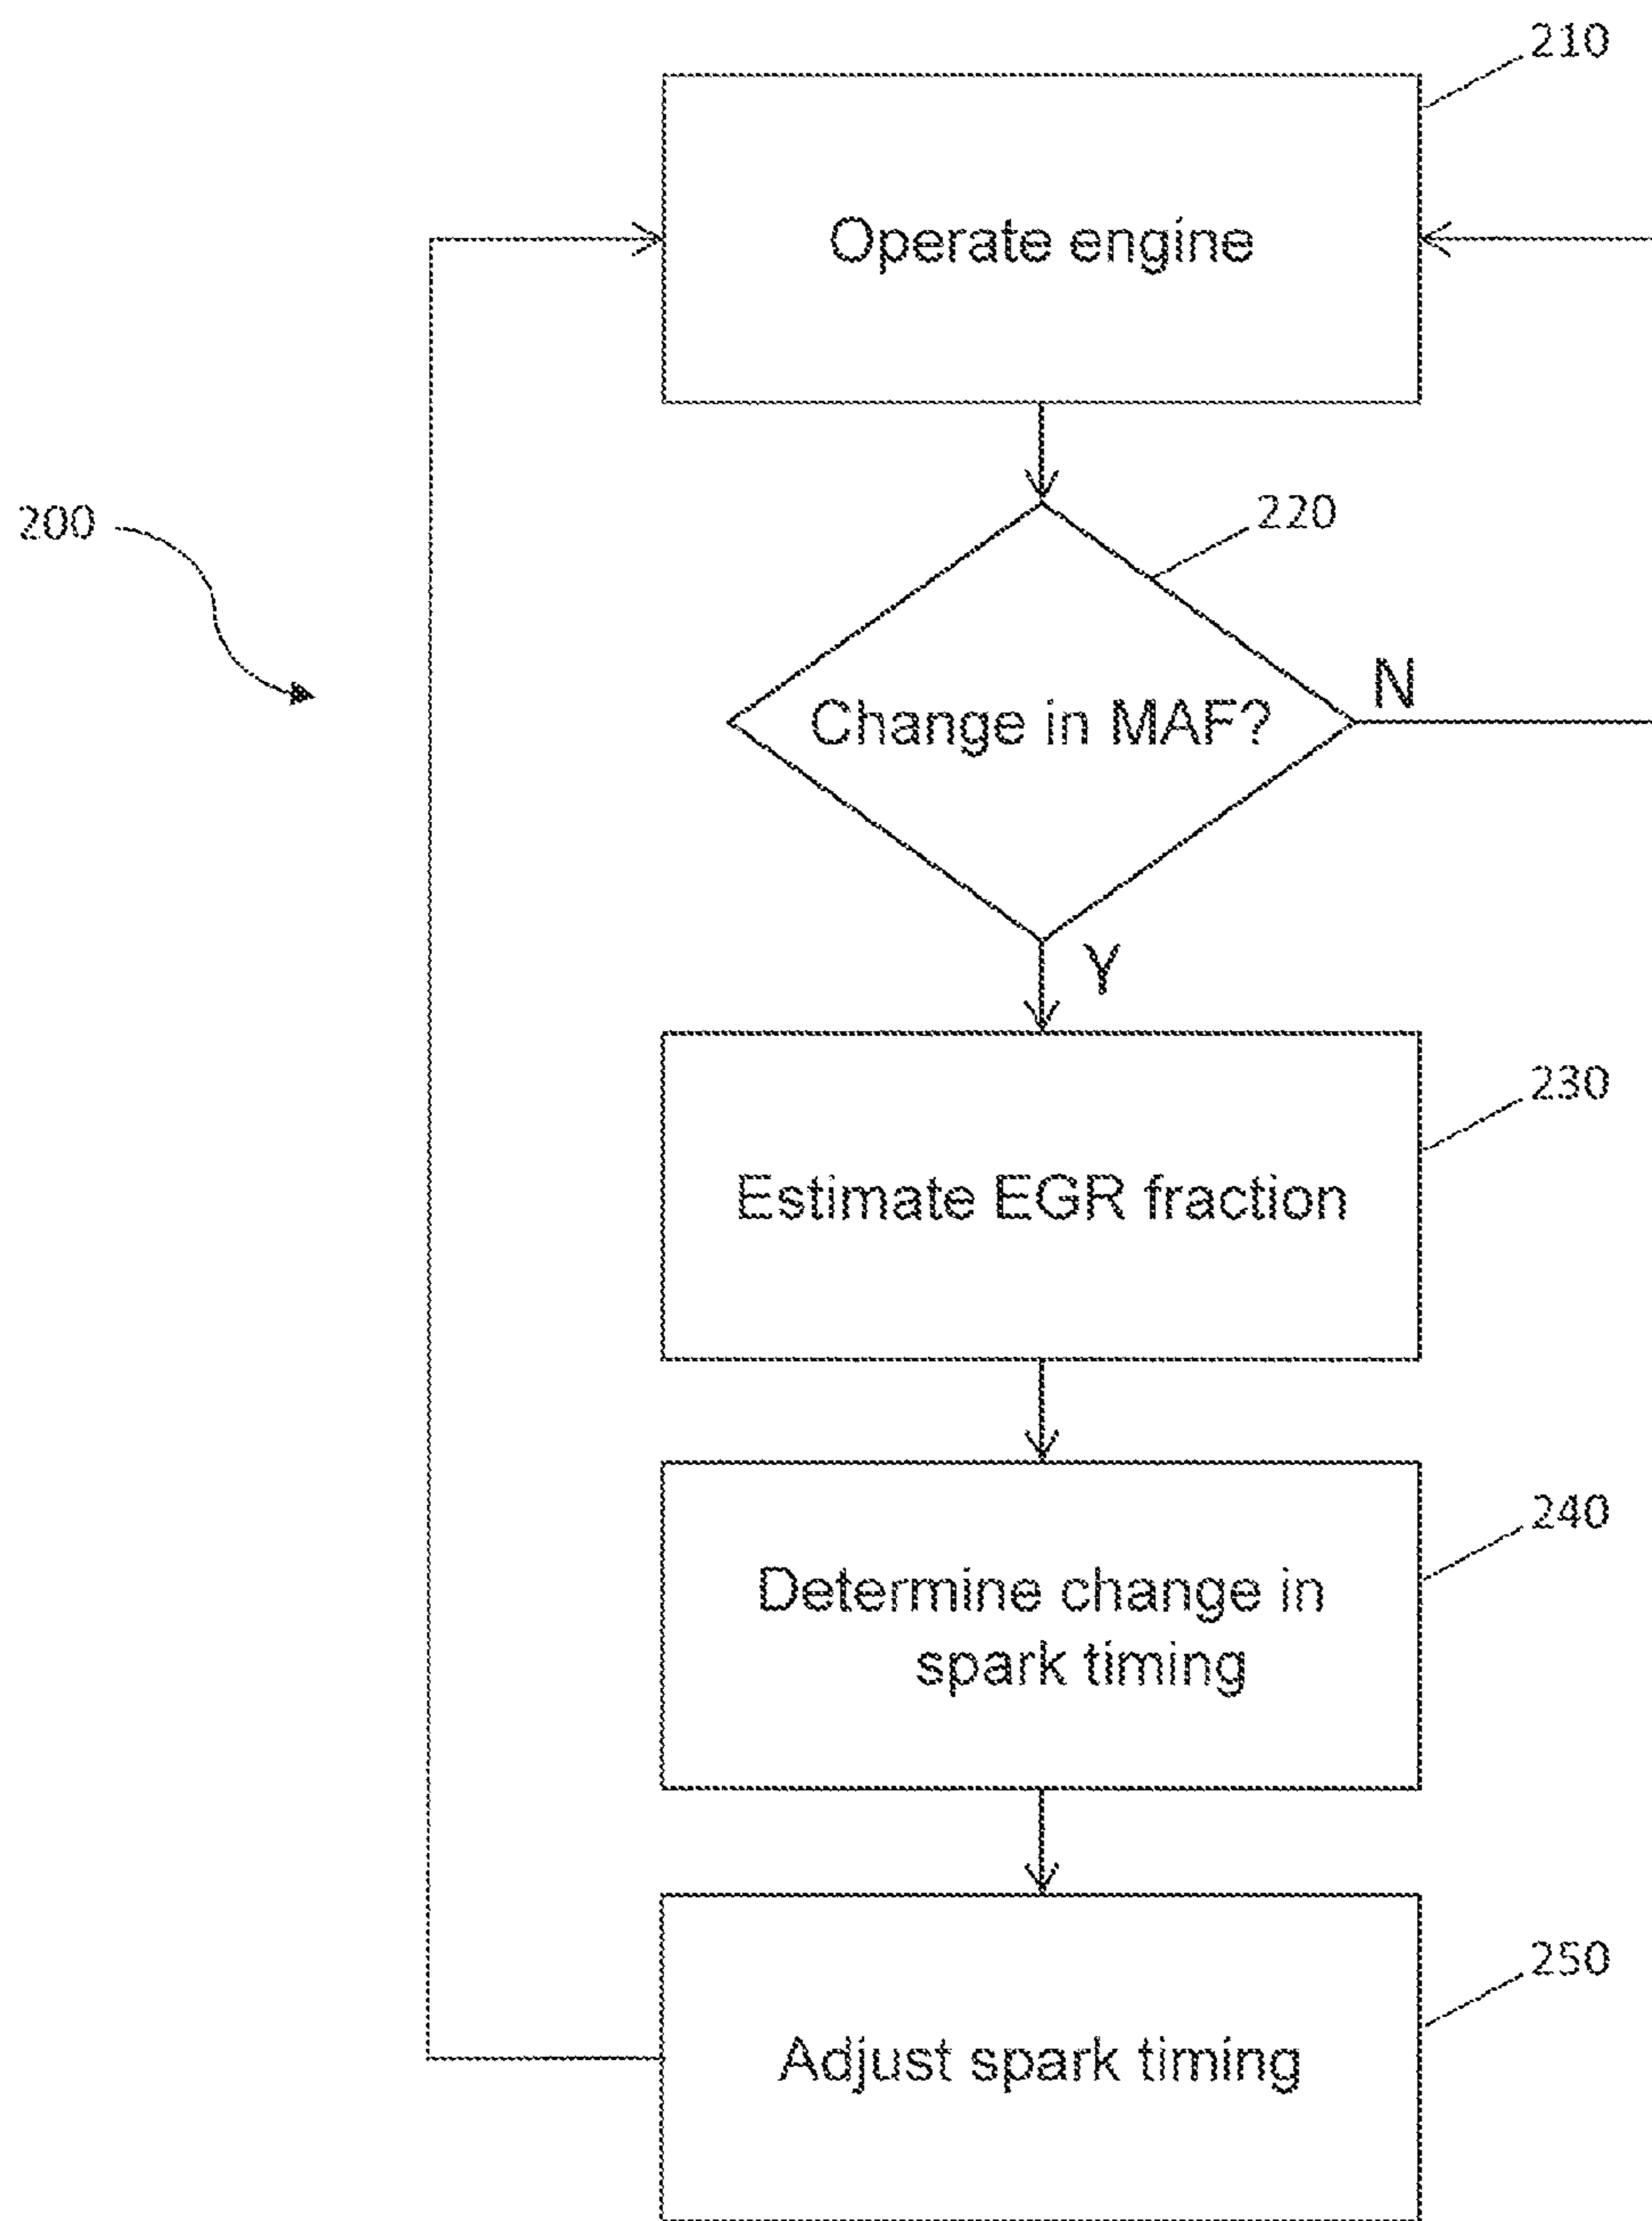 210
Operate engine
200
220
Change in MAF?
N
Y
230
Estimate EGR fraction
240
Determine change in
spark timing
250
Adjust spark timing